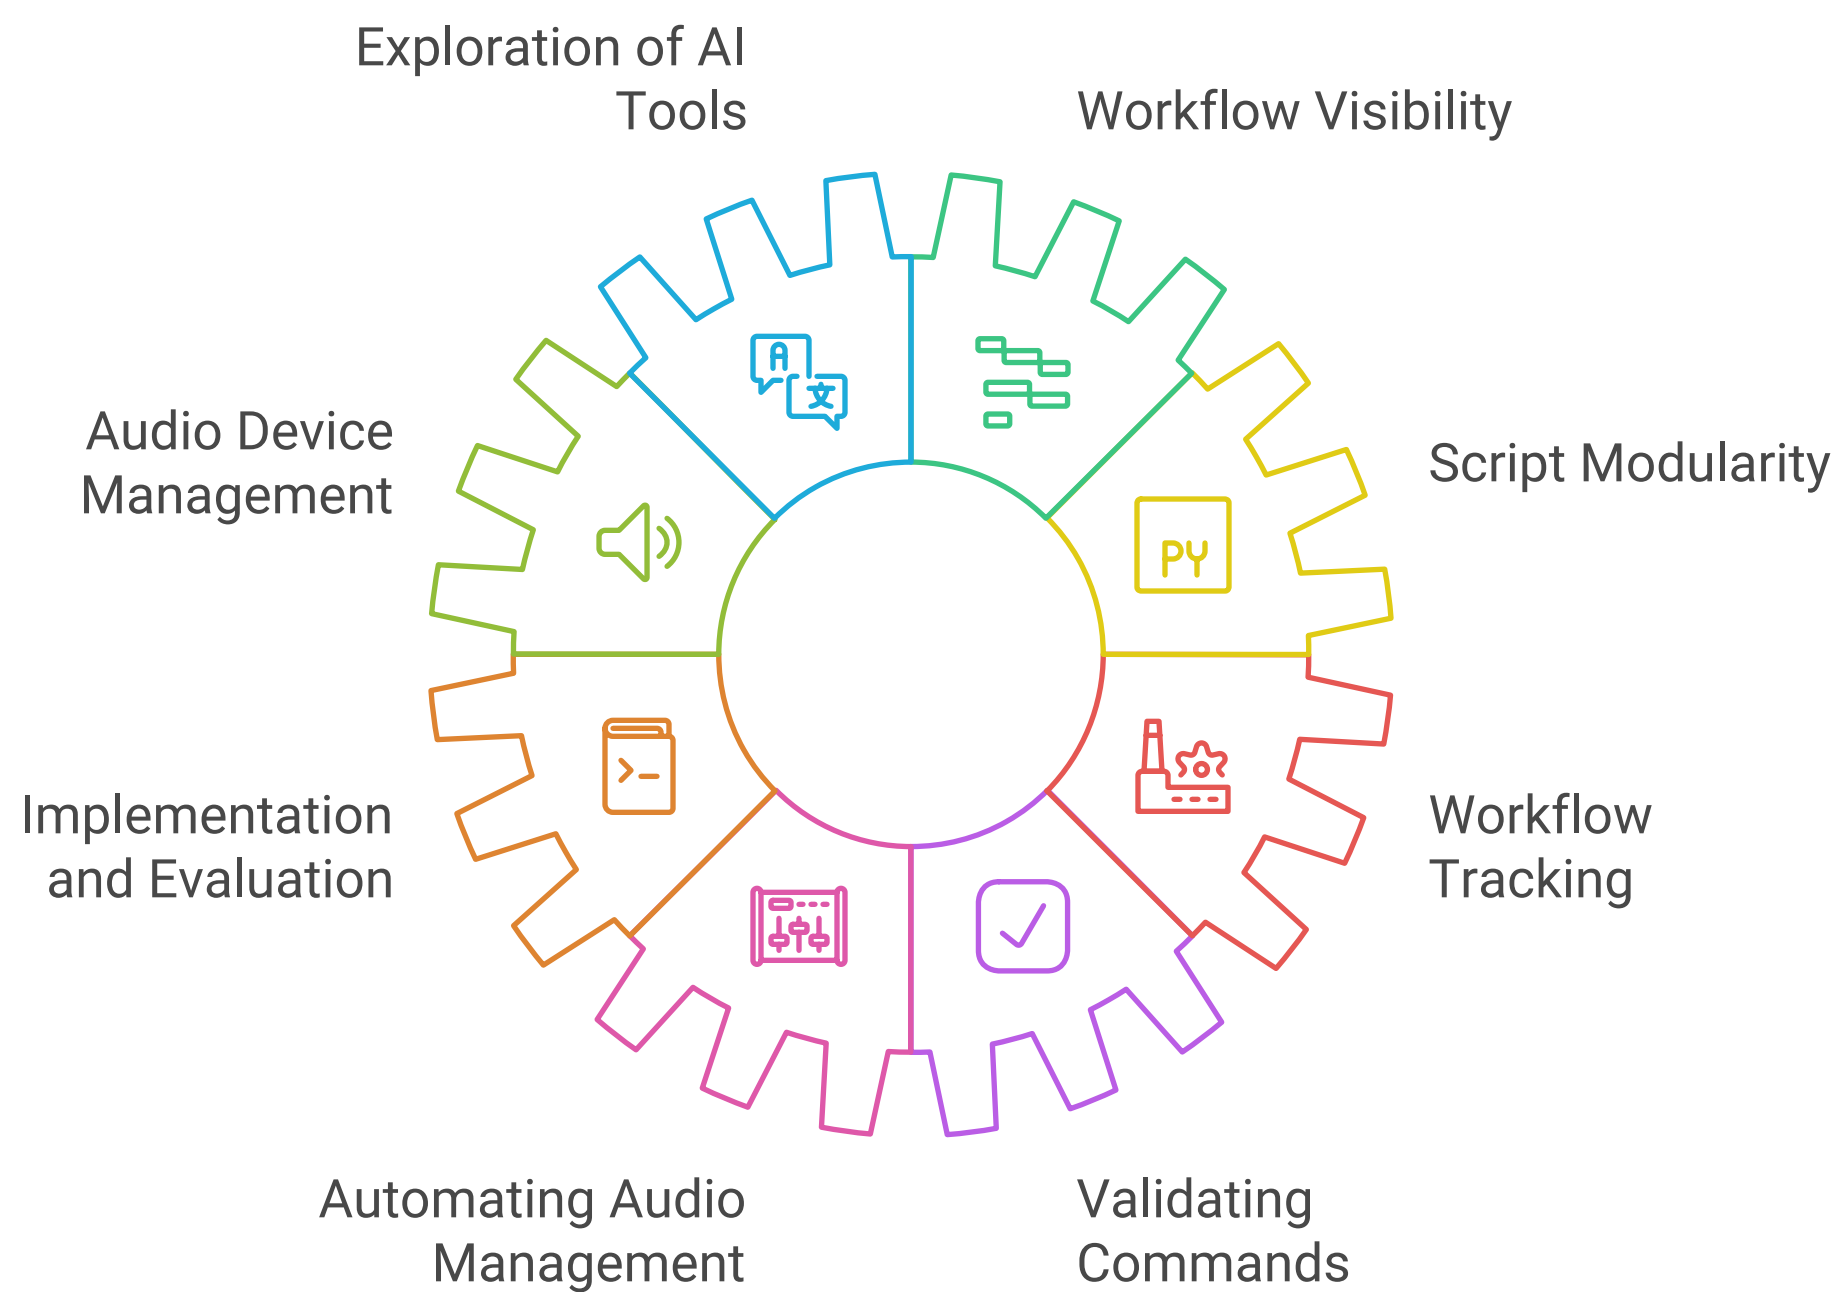 Exploration of AI
Tools
Workflow Visibility
Audio Device
Management
Script Modularity
A
文
PY
Implementation
and Evaluation
Workflow
Tracking
Automating Audio
Management
Validating
Commands